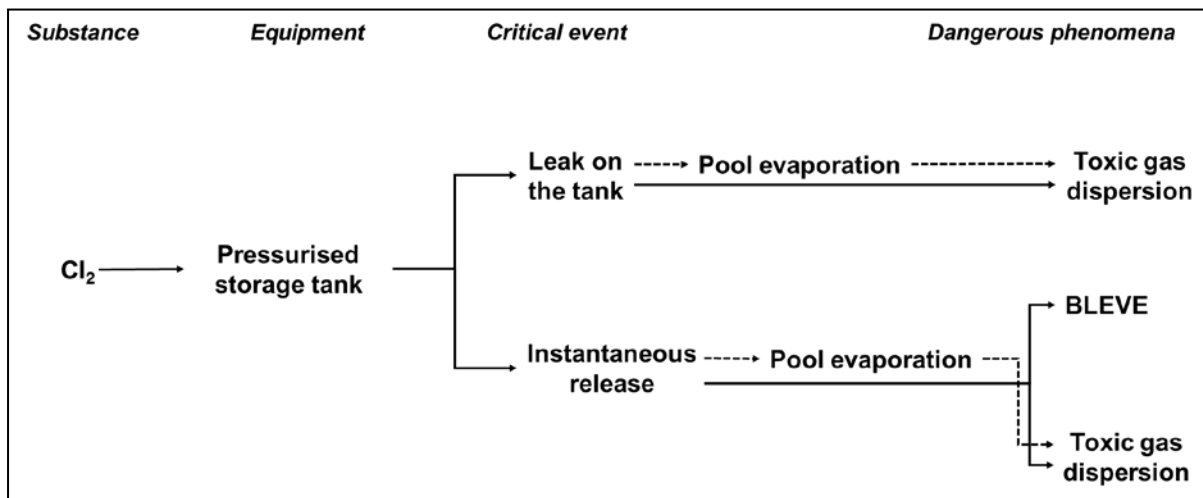 Substance Equipment Critical event Dangerous phenomena
Leak on
the tank
Pool evaporation
Toxic gas
dispersion
Cl₂
Pressurised
storage tank
BLEVE
Instantaneous
release
Pool evaporation
Toxic gas
dispersion